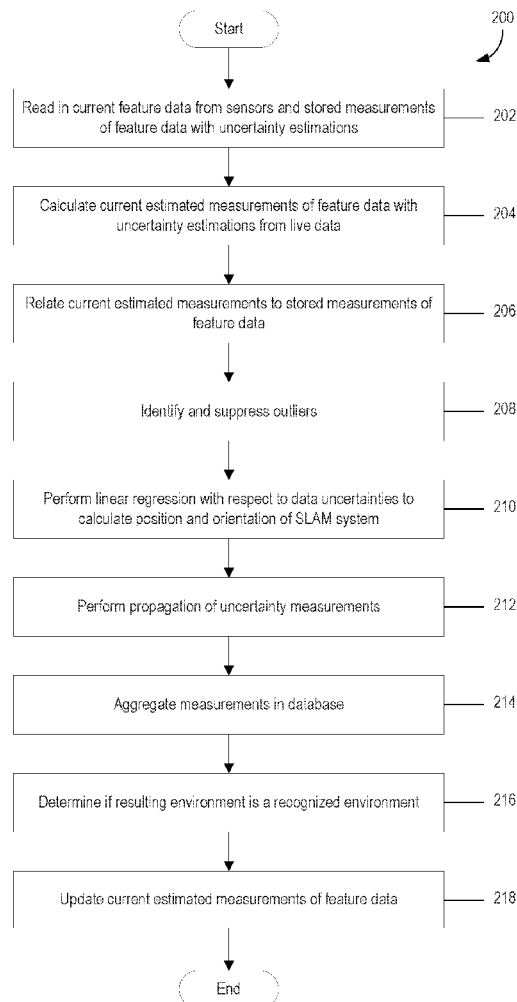 200
Start
Read in current feature data from sensors and stored measurements
of feature data with uncertainty estimations
202
Calculate current estimated measurements of feature data with
uncertainty estimations from live data
204
Relate current estimated measurements to stored measurements of
feature data
206
Identify and suppress outliers
208
Perform linear regression with respect to data uncertainties to
calculate position and orientation of SLAM system
210
Perform propagation of uncertainty measurements
212
Aggregate measurements in database
214
Determine if resulting environment is a recognized environment
216
Update current estimated measurements of feature data
218
End